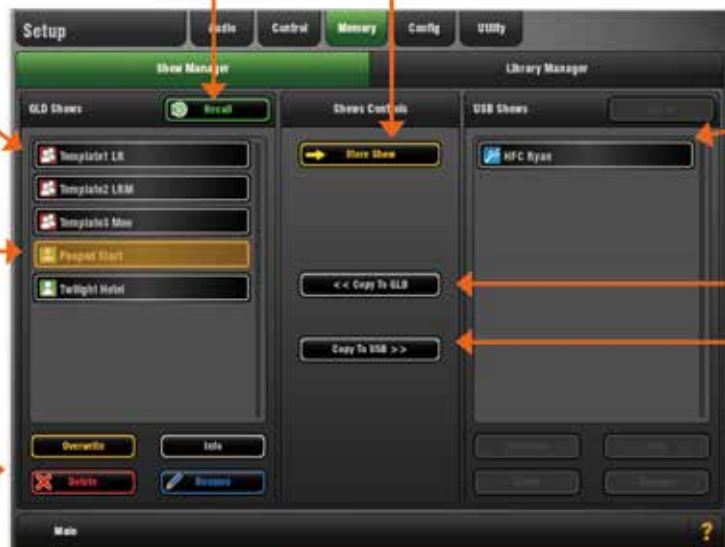 Setup
Audio
Control
Memory
Config
Utility
Show Manager
Library Manager
GLD Shows
Recall
Shows Controls
USB Shows
Template1 LR
Template2 LRM
Template3 Mon
Twilight Hotel
Store Show
<< Copy To GLD
Copy To USB >>
HFC Ryan
Overwrite
Info
Delete
Rename
Main
?